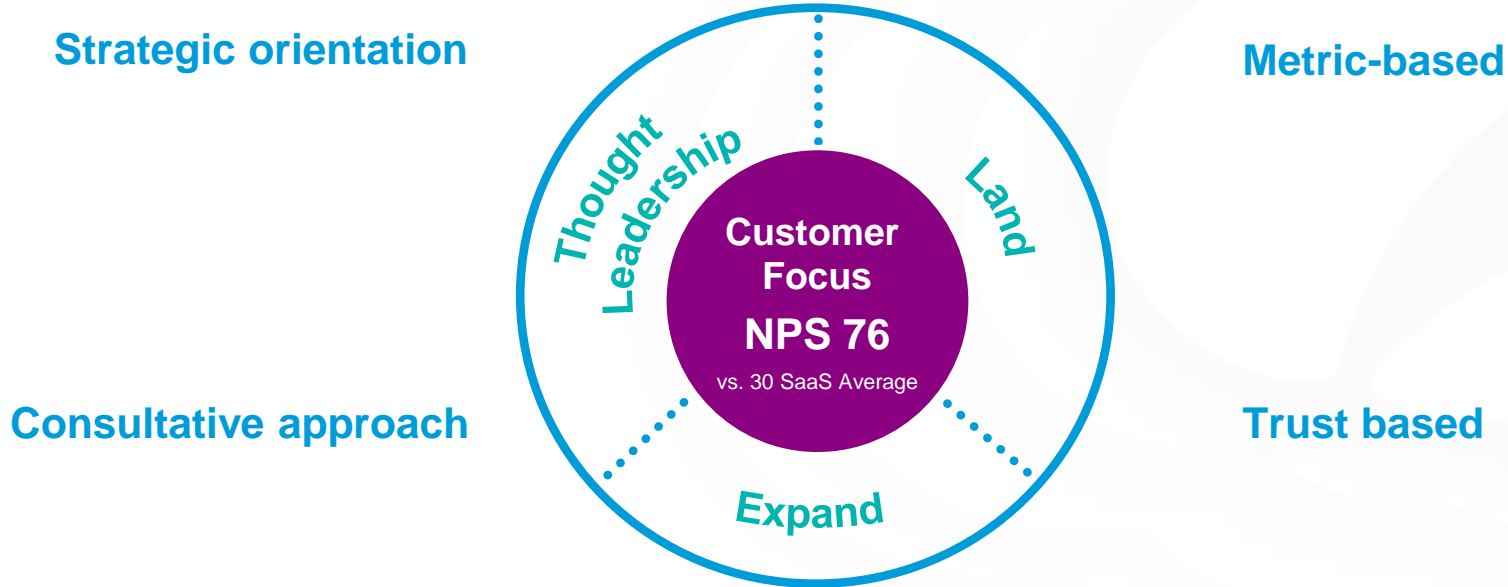 Strategic orientation
Metric-based
Thought
Leadership
Land
Customer
Focus
NPS 76
vs. 30 SaaS Average
Consultative approach
Trust based
Expand